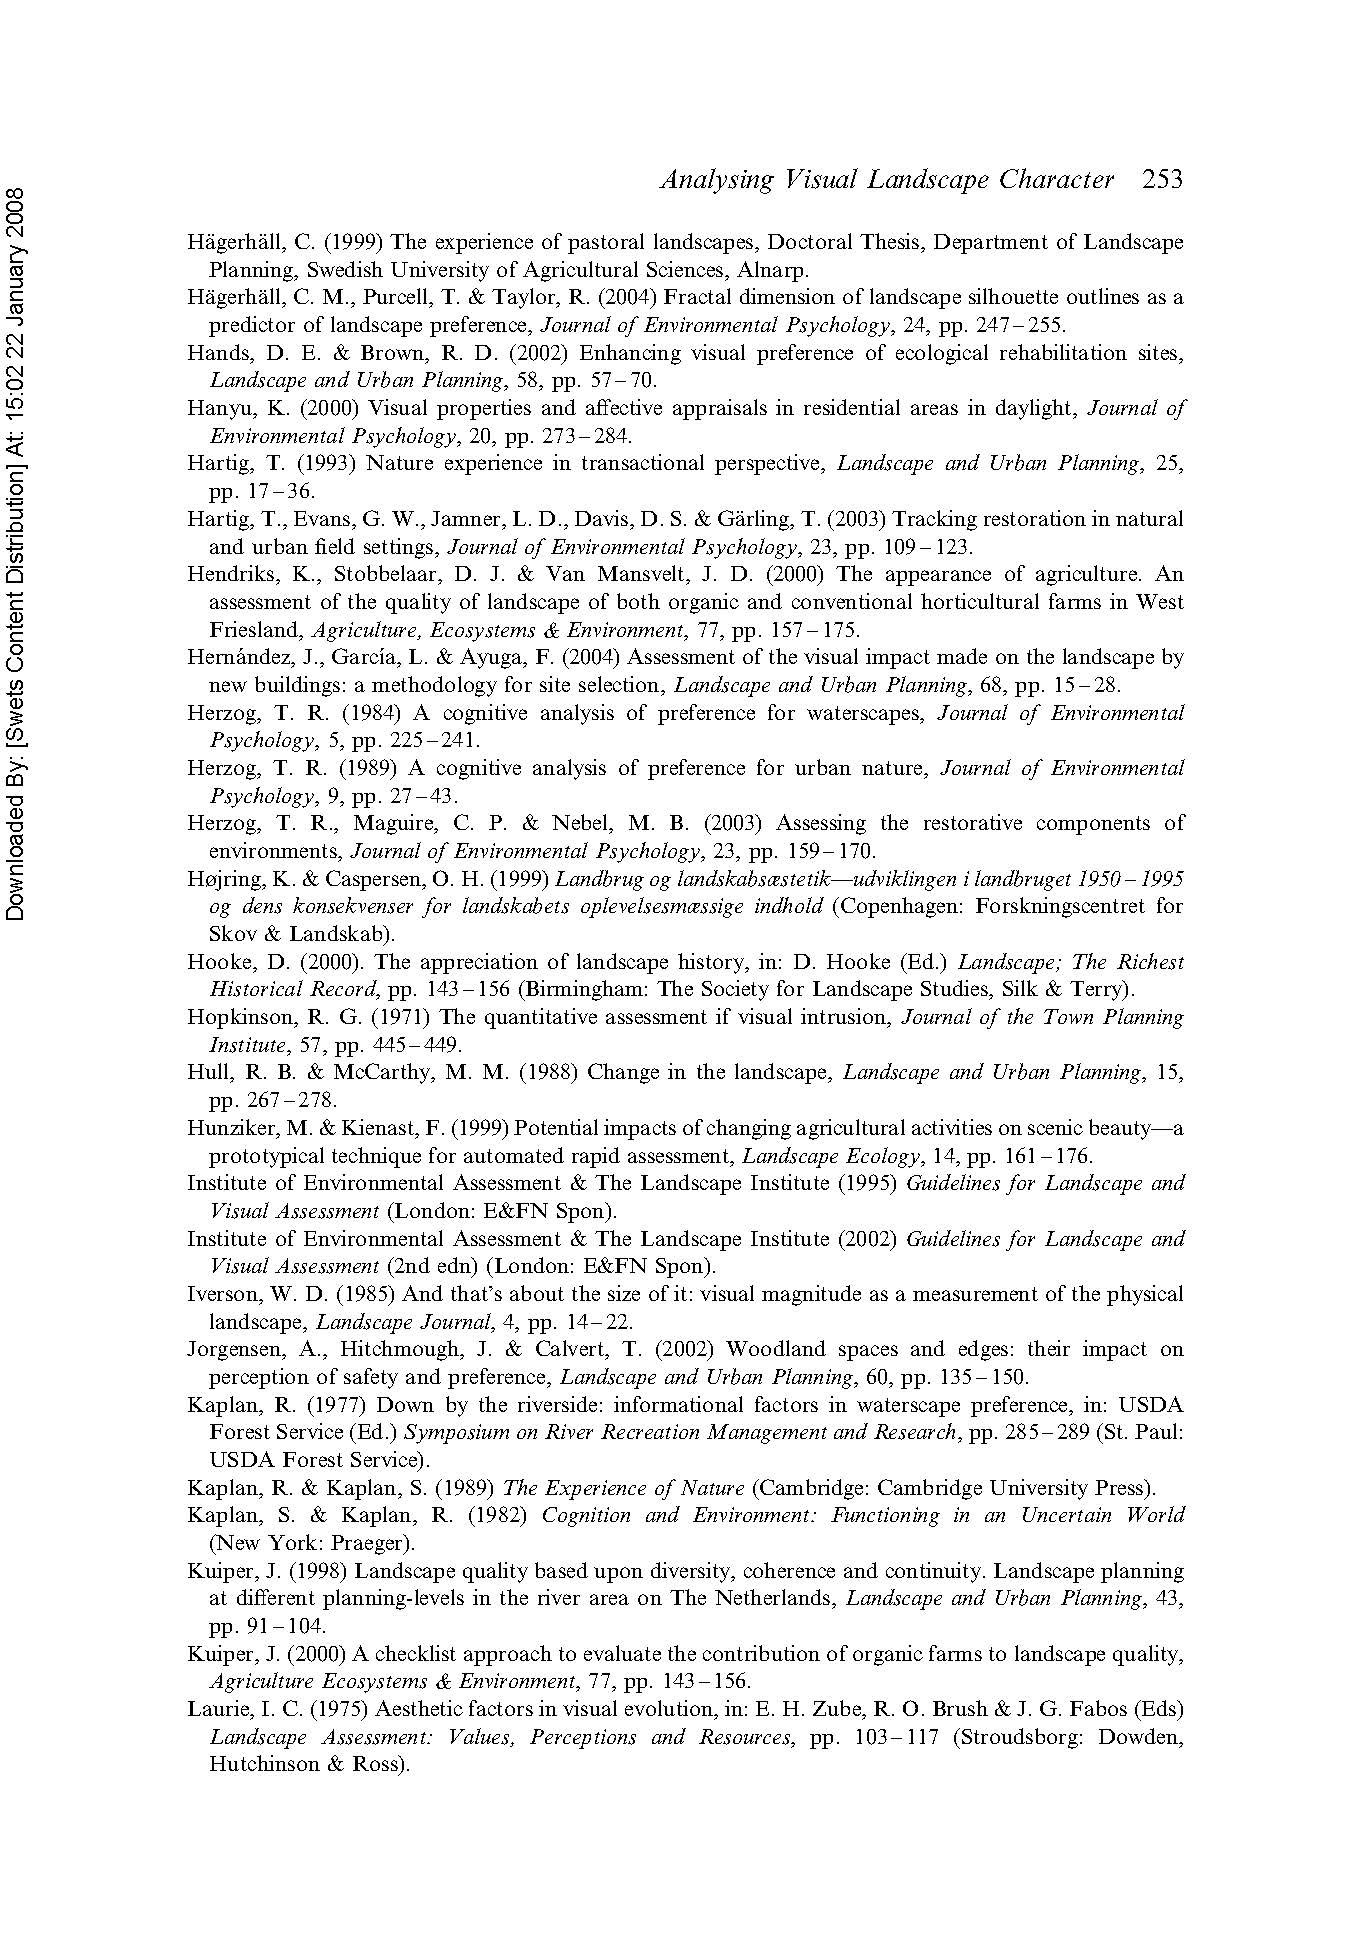 Analysing Visual Landscape Character 253
Hägerhäll, C. (1999) The experience of pastoral landscapes, Doctoral Thesis, Department of Landscape
Planning, Swedish University of Agricultural Sciences, Alnarp.
Hägerhäll, C. M., Purcell, T. & Taylor, R. (2004) Fractal dimension of landscape silhouette outlines as a
predictor of landscape preference, Journal of Environmental Psychology, 24, pp. 247–255.
Hands, D. E. & Brown, R. D. (2002) Enhancing visual preference of ecological rehabilitation sites,
Landscape and Urban Planning, 58, pp. 57–70.
Hanyu, K. (2000) Visual properties and affective appraisals in residential areas in daylight, Journal of
Environmental Psychology, 20, pp. 273–284.
Hartig, T. (1993) Nature experience in transactional perspective, Landscape and Urban Planning, 25,
pp. 17–36.
Hartig, T., Evans, G. W., Jamner, L. D., Davis, D. S. & Gärling, T. (2003) Tracking restoration in natural
and urban field settings, Journal of Environmental Psychology, 23, pp. 109–123.
Hendriks, K., Stobbelaar, D. J. & Van Mansvelt, J. D. (2000) The appearance of agriculture. An
assessment of the quality of landscape of both organic and conventional horticultural farms in West
Friesland, Agriculture, Ecosystems & Environment, 77, pp. 157–175.
Hernández, J., García, L. & Ayuga, F. (2004) Assessment of the visual impact made on the landscape by
new buildings: a methodology for site selection, Landscape and Urban Planning, 68, pp. 15–28.
Herzog, T. R. (1984) A cognitive analysis of preference for waterscapes, Journal of Environmental
Psychology, 5, pp. 225–241.
Herzog, T. R. (1989) A cognitive analysis of preference for urban nature, Journal of Environmental
Psychology, 9, pp. 27–43.
Herzog, T. R., Maguire, C. P. & Nebel, M. B. (2003) Assessing the restorative components of
environments, Journal of Environmental Psychology, 23, pp. 159–170.
Højring, K. & Caspersen, O. H. (1999) Landbrug og landskabsæstetik—udviklingen i landbruget 1950–1995
og dens konsekvenser for landskabets oplevelsesmæssige indhold (Copenhagen: Forskningscentret for
Skov & Landskab).
Hooke, D. (2000). The appreciation of landscape history, in: D. Hooke (Ed.) Landscape; The Richest
Historical Record, pp. 143–156 (Birmingham: The Society for Landscape Studies, Silk & Terry).
Hopkinson, R. G. (1971) The quantitative assessment if visual intrusion, Journal of the Town Planning
Institute, 57, pp. 445–449.
Hull, R. B. & McCarthy, M. M. (1988) Change in the landscape, Landscape and Urban Planning, 15,
pp. 267–278.
Hunziker, M. & Kienast, F. (1999) Potential impacts of changing agricultural activities on scenic beauty—a
prototypical technique for automated rapid assessment, Landscape Ecology, 14, pp. 161–176.
Institute of Environmental Assessment & The Landscape Institute (1995) Guidelines for Landscape and
Visual Assessment (London: E&FN Spon).
Institute of Environmental Assessment & The Landscape Institute (2002) Guidelines for Landscape and
Visual Assessment (2nd edn) (London: E&FN Spon).
Iverson, W. D. (1985) And that's about the size of it: visual magnitude as a measurement of the physical
landscape, Landscape Journal, 4, pp. 14–22.
Jorgensen, A., Hitchmough, J. & Calvert, T. (2002) Woodland spaces and edges: their impact on
perception of safety and preference, Landscape and Urban Planning, 60, pp. 135–150.
Kaplan, R. (1977) Down by the riverside: informational factors in waterscape preference, in: USDA
Forest Service (Ed.) Symposium on River Recreation Management and Research, pp. 285–289 (St. Paul:
USDA Forest Service).
Kaplan, R. & Kaplan, S. (1989) The Experience of Nature (Cambridge: Cambridge University Press).
Kaplan, S. & Kaplan, R. (1982) Cognition and Environment: Functioning in an Uncertain World
(New York: Praeger).
Kuiper, J. (1998) Landscape quality based upon diversity, coherence and continuity. Landscape planning
at different planning-levels in the river area on The Netherlands, Landscape and Urban Planning, 43,
pp. 91–104.
Kuiper, J. (2000) A checklist approach to evaluate the contribution of organic farms to landscape quality,
Agriculture Ecosystems & Environment, 77, pp. 143–156.
Laurie, I. C. (1975) Aesthetic factors in visual evolution, in: E. H. Zube, R. O. Brush & J. G. Fabos (Eds)
Landscape Assessment: Values, Perceptions and Resources, pp. 103–117 (Stroudsborg: Dowden,
Hutchinson & Ross).
Downloaded By: [Swets Content Distribution] At: 15:02 22 January 2008